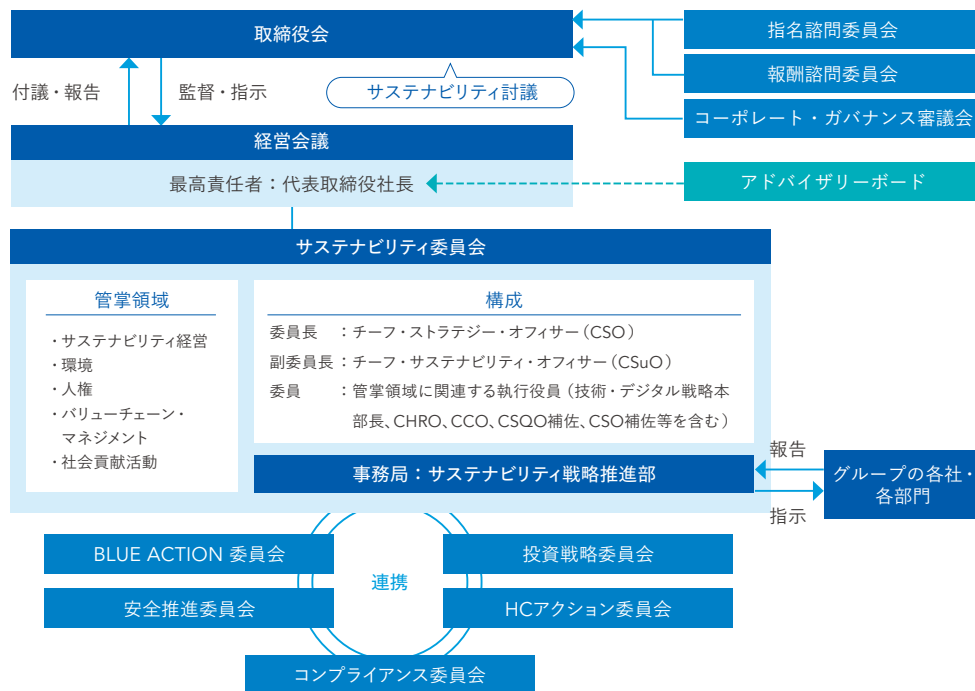 取締役会
指名諮問委員会
報酬諮問委員会
コーポレート・ガバナンス審議会
付議・報告
監督・指示
サステナビリティ討議
経営会議
最高責任者：代表取締役社長
アドバイザリーボード
サステナビリティ委員会
管掌領域
・サステナビリティ経営
・環境
・人権
・バリューチェーン・
マネジメント
・社会貢献活動
構成
委員長　：チーフ・ストラテジー・オフィサー（CSO）
副委員長：チーフ・サステナビリティ・オフィサー（CSuO）
委員　　：管掌領域に関連する執行役員（技術・デジタル戦略本
部長、CHRO、CCO、CSQO補佐、CSO補佐等を含む）
事務局：サステナビリティ戦略推進部
報告
指示
グループの各社・
各部門
BLUE ACTION 委員会
投資戦略委員会
連携
安全推進委員会
HCアクション委員会
コンプライアンス委員会